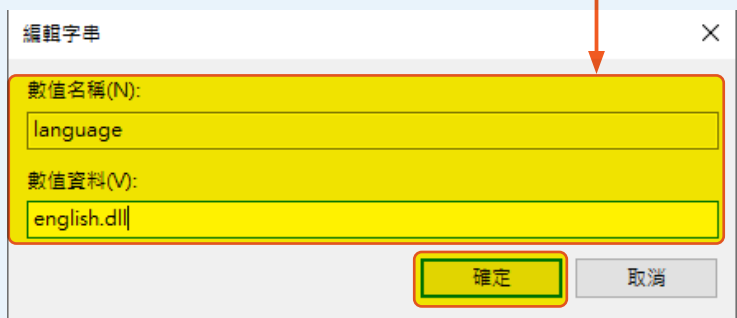 編輯字串
數值名稱(N):
language
數值資料(V):
english.dll
確定 取消